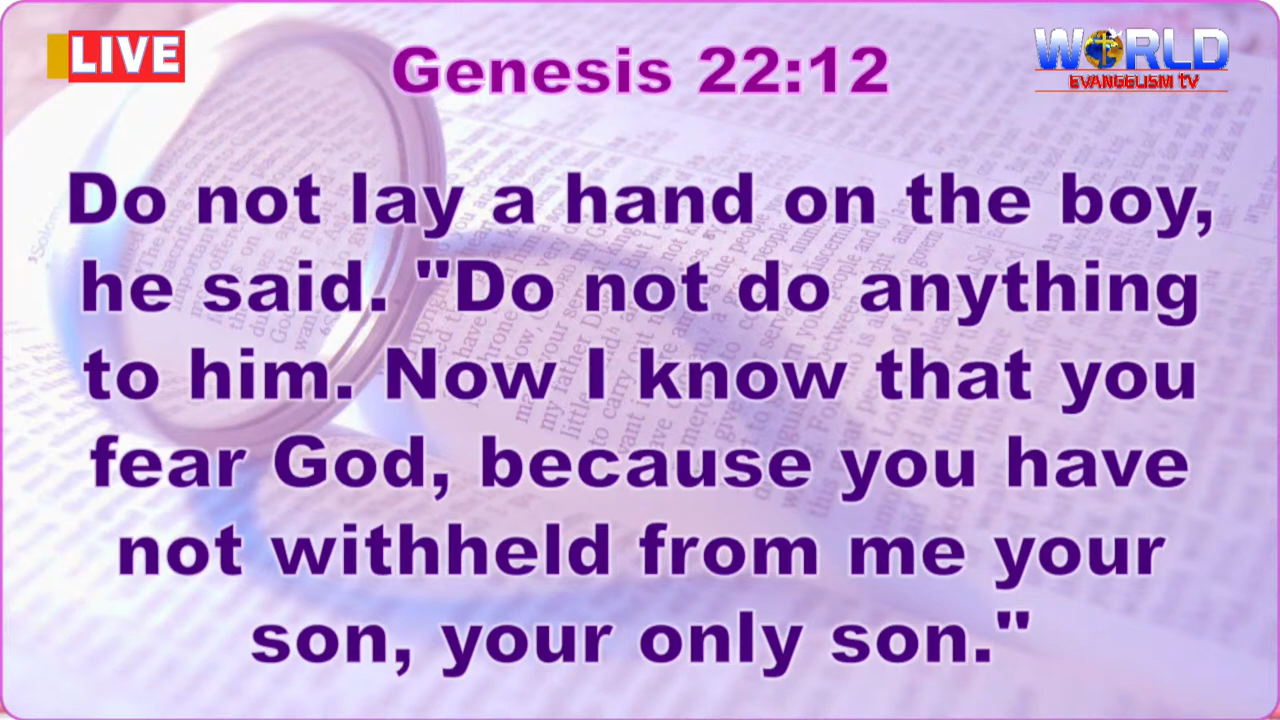 LIVE
Genesis 22:12
WORLD
EVANGELISM TV
Do not lay a hand on the boy,
he said. "Do not do anything
to him. Now I know that you
fear God, because you have
not withheld from me your
son, your only son."